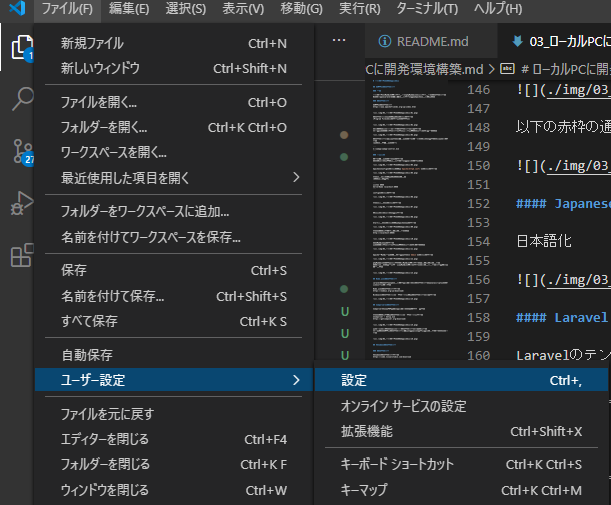 ファイル(F) 編集(E) 選択(S) 表示(V) 移動(G) 実行(R) ターミナル(T) ヘルプ(H)
新規ファイル Ctrl+N
新しいウィンドウ Ctrl+Shift+N
ファイルを開く... Ctrl+O
フォルダーを開く... Ctrl+K Ctrl+O
ワークスペースを開く...
最近使用した項目を開く
フォルダーをワークスペースに追加...
名前を付けてワークスペースを保存...
保存 Ctrl+S
名前を付けて保存... Ctrl+Shift+S
すべて保存 Ctrl+K S
自動保存
ユーザー設定
ファイルを元に戻す
エディターを閉じる Ctrl+F4
フォルダーを閉じる Ctrl+K F
ウィンドウを閉じる Ctrl+W
設定 Ctrl+,
オンライン サービスの設定
拡張機能 Ctrl+Shift+X
キーボード ショートカット Ctrl+K Ctrl+S
キーマップ Ctrl+K Ctrl+M
1
27
U
U
U
... README.md 03_ローカルPCに
Cに開発環境構築.md > abc # ローカルPCに開発
146 ![](./img/03_
147
148 以下の赤枠の通
149
150 ![](./img/03_
151
152 #### Japanese
153
154 日本語化
155
156 ![](./img/03_
157
158 #### Laravel
159
160 Laravelのテン